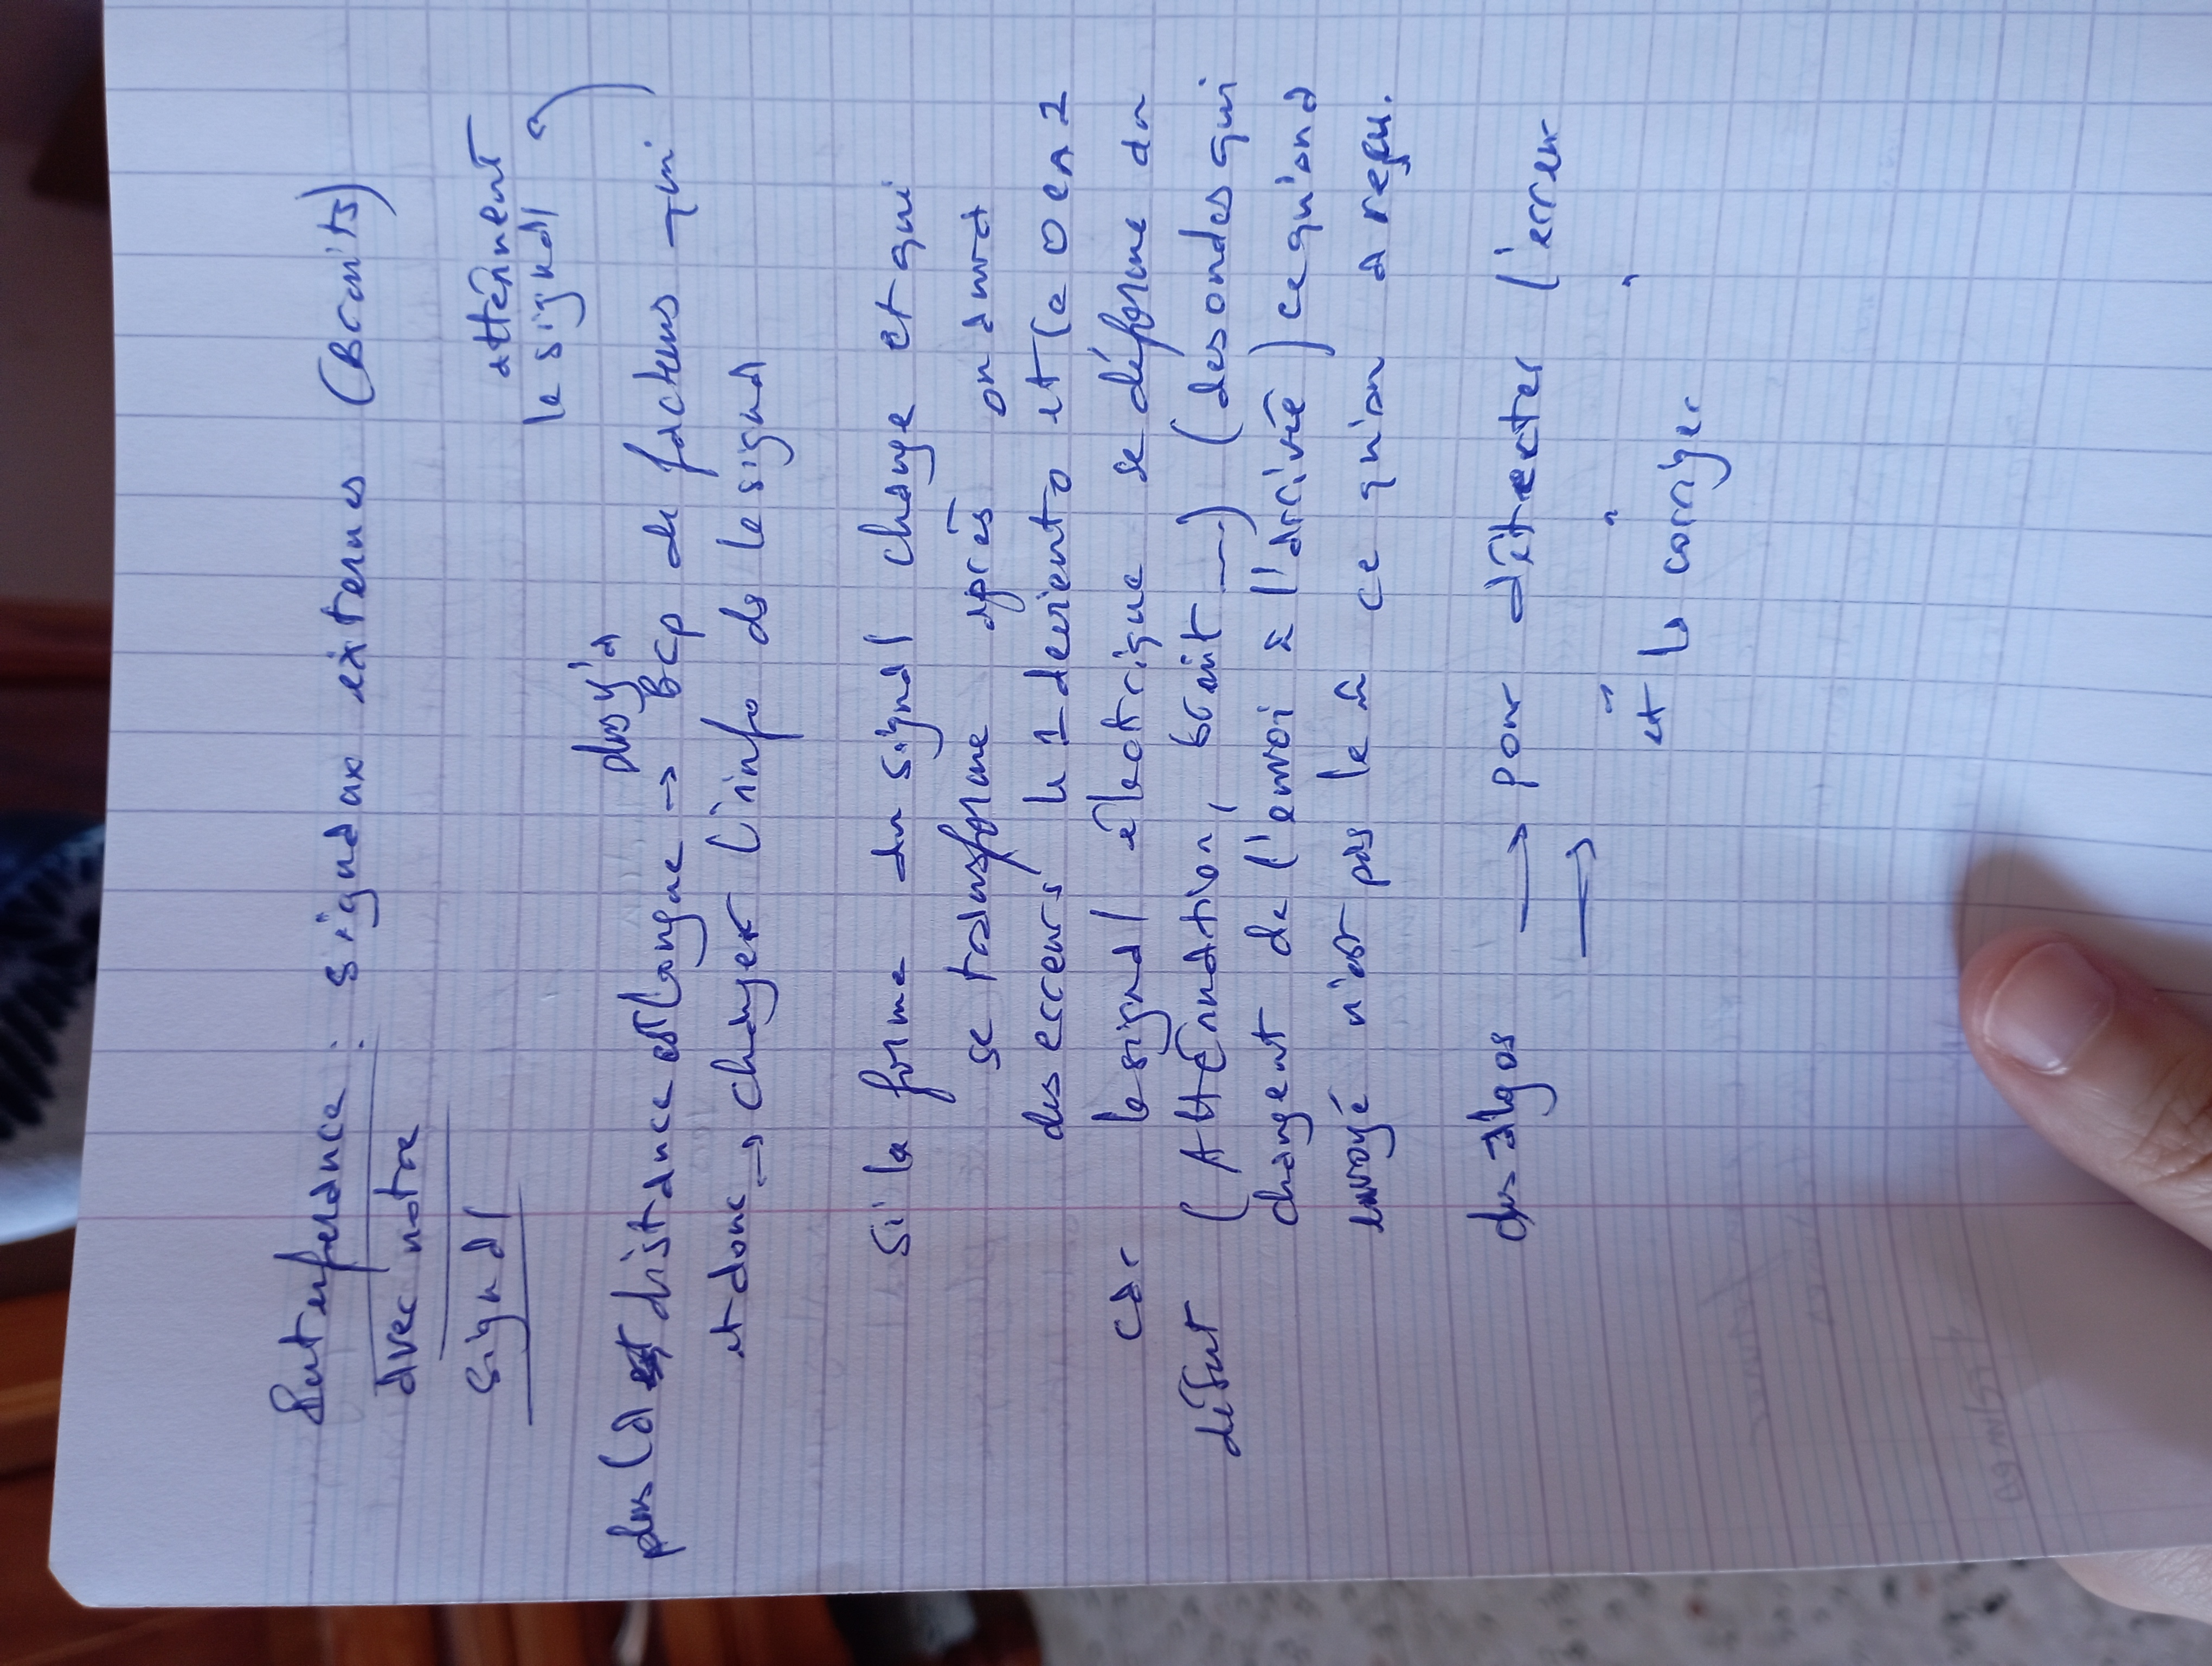 Interferance : signaux externes (Bruits)
avec notre
signal
atténuent
le signal
plus y'a
plus la distance est longue → Bcp de facteurs qui
et donc → changer l'info ds le signal
si la forme du signal change et qui
se transforme après on aura
des erreurs le 1 devient 0 et le 0 en 1
car le signal électrique se déforme du
début (Atténuation, bruit ...) (des ondes qui
changent de l'envoi à l'arrivée) ce qu'on a
envoyé n'est pas le m̂ ce qu'on a reçu.
des algos → pour détecter l'erreur
→ " " "
et la corriger